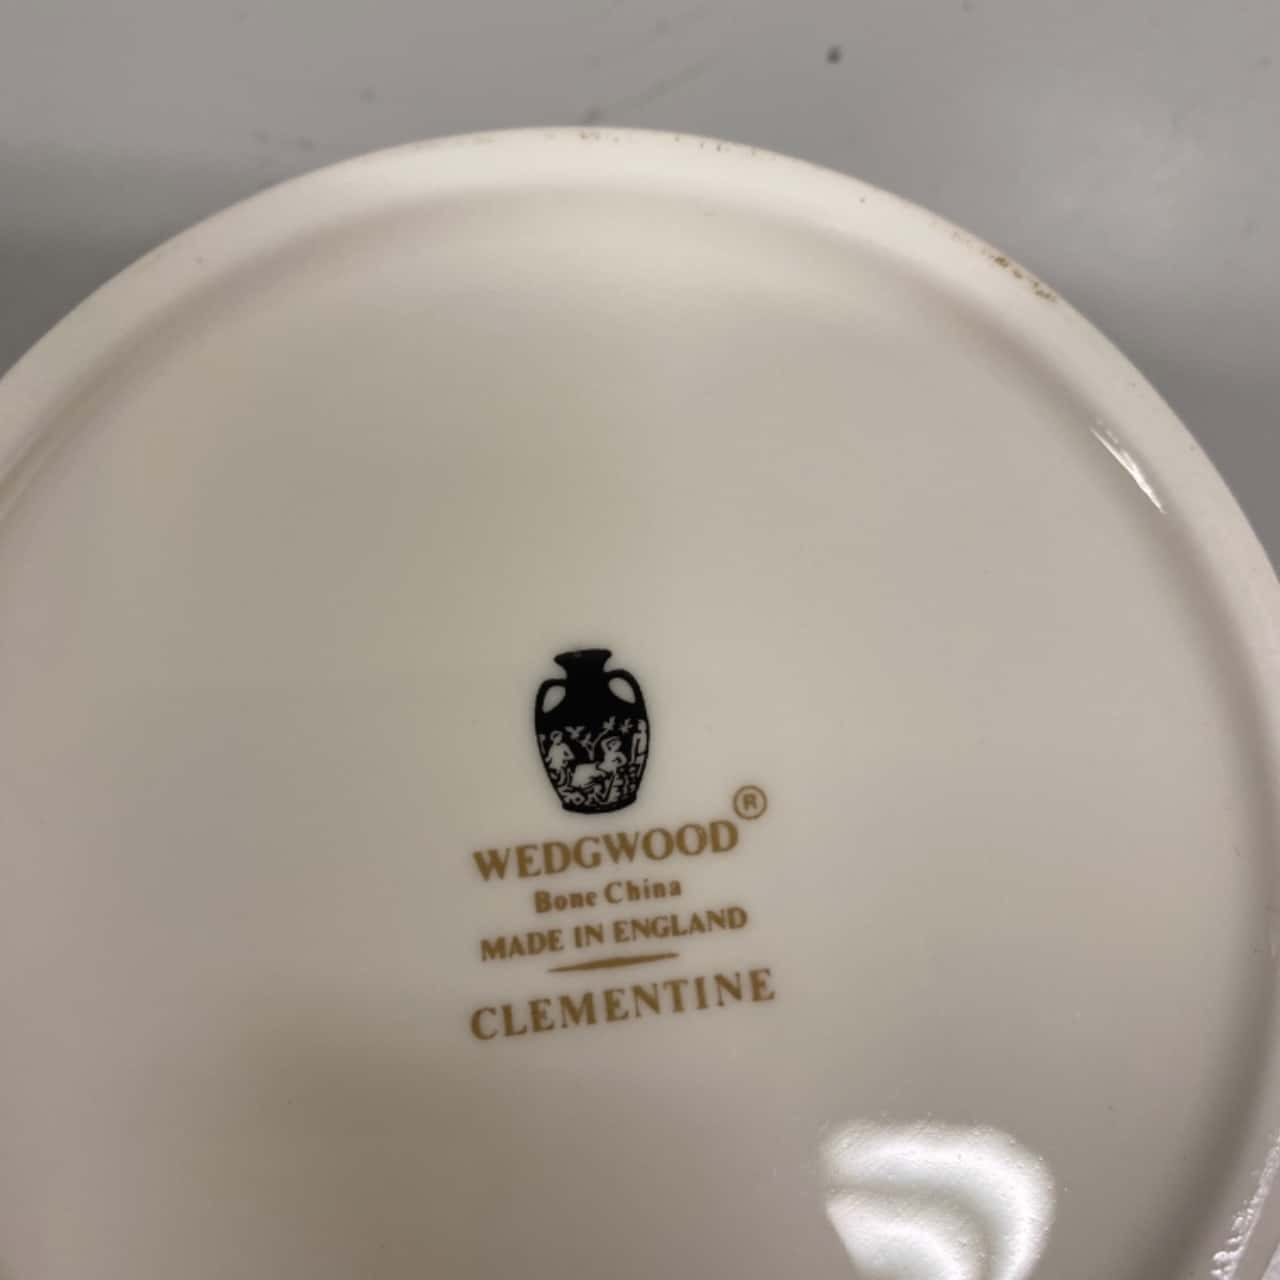 WEDGWOOD®
Bone China
MADE IN ENGLAND
CLEMENTINE